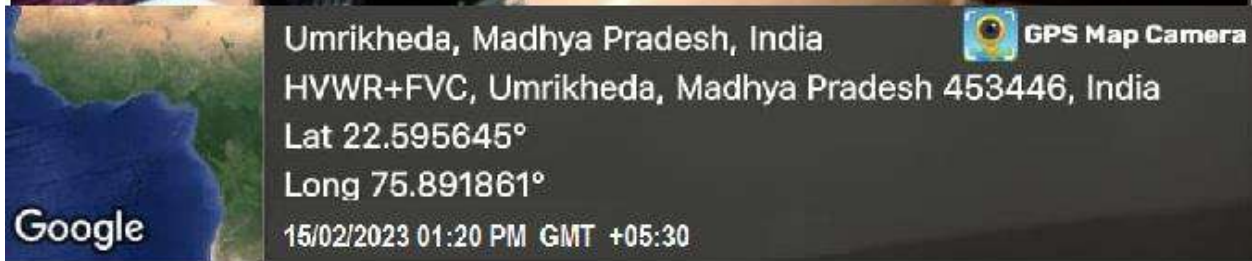 Umrikheda, Madhya Pradesh, India
GPS Map Camera
HVWR+FVC, Umrikheda, Madhya Pradesh 453446, India
Lat 22.595645°
Long 75.891861°
15/02/2023 01:20 PM GMT +05:30
Google